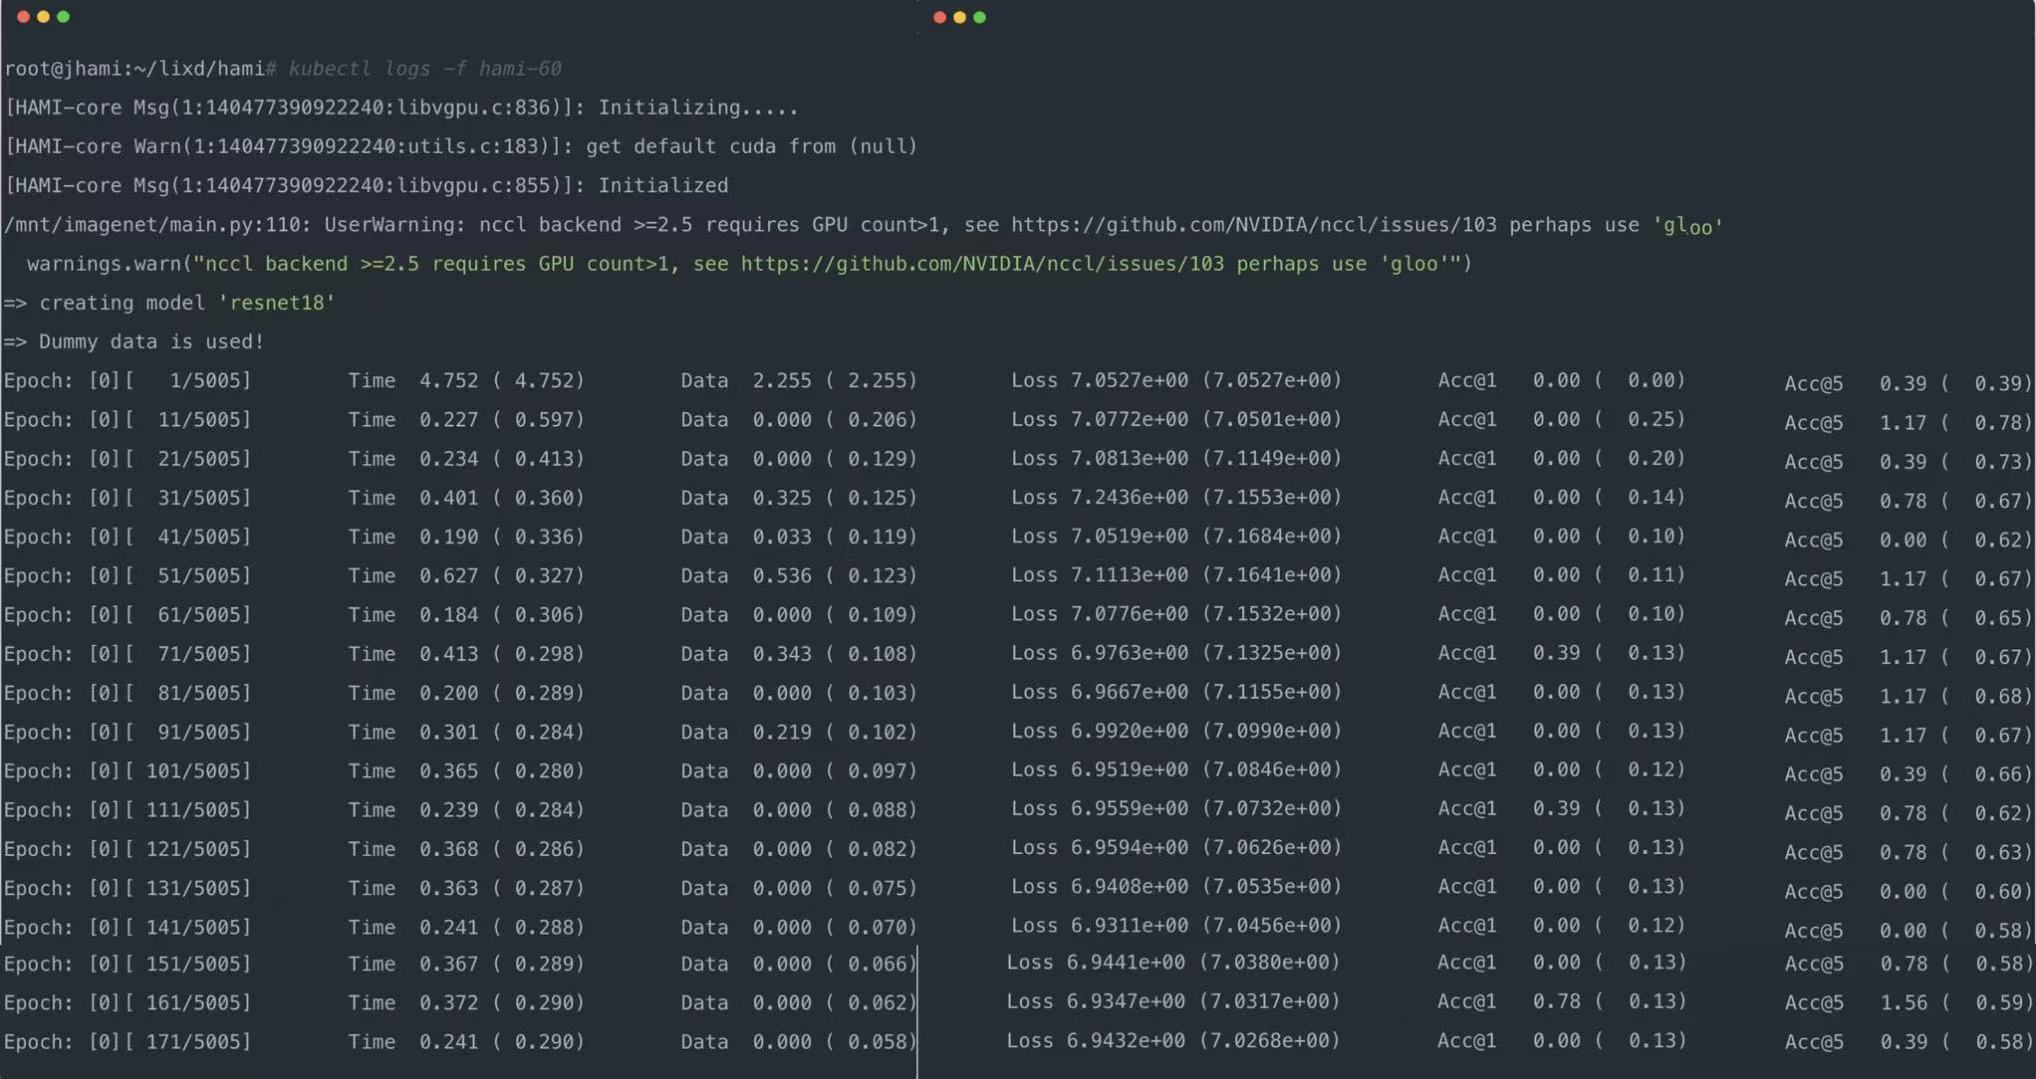 root@jhami:~/lixd/hami# kubectl logs -f hami-60
[HAMI-core Msg(1:140477390922240:libvgpu.c:836)]: Initializing.....
[HAMI-core Warn(1:140477390922240:utils.c:183)]: get default cuda from (null)
[HAMI-core Msg(1:140477390922240:libvgpu.c:855)]: Initialized
/mnt/imagenet/main.py:110: UserWarning: nccl backend >=2.5 requires GPU count>1, see https://github.com/NVIDIA/nccl/issues/103 perhaps use 'gloo'
  warnings.warn("nccl backend >=2.5 requires GPU count>1, see https://github.com/NVIDIA/nccl/issues/103 perhaps use 'gloo'")
=> creating model 'resnet18'
=> Dummy data is used!
Epoch: [0][   1/5005] Time  4.752 ( 4.752) Data  2.255 ( 2.255) Loss 7.0527e+00 (7.0527e+00) Acc@1   0.00 (  0.00) Acc@5   0.39 (  0.39)
Epoch: [0][  11/5005] Time  0.227 ( 0.597) Data  0.000 ( 0.206) Loss 7.0772e+00 (7.0501e+00) Acc@1   0.00 (  0.25) Acc@5   1.17 (  0.78)
Epoch: [0][  21/5005] Time  0.234 ( 0.413) Data  0.000 ( 0.129) Loss 7.0813e+00 (7.1149e+00) Acc@1   0.00 (  0.20) Acc@5   0.39 (  0.73)
Epoch: [0][  31/5005] Time  0.401 ( 0.360) Data  0.325 ( 0.125) Loss 7.2436e+00 (7.1553e+00) Acc@1   0.00 (  0.14) Acc@5   0.78 (  0.67)
Epoch: [0][  41/5005] Time  0.190 ( 0.336) Data  0.033 ( 0.119) Loss 7.0519e+00 (7.1684e+00) Acc@1   0.00 (  0.10) Acc@5   0.00 (  0.62)
Epoch: [0][  51/5005] Time  0.627 ( 0.327) Data  0.536 ( 0.123) Loss 7.1113e+00 (7.1641e+00) Acc@1   0.00 (  0.11) Acc@5   1.17 (  0.67)
Epoch: [0][  61/5005] Time  0.184 ( 0.306) Data  0.000 ( 0.109) Loss 7.0776e+00 (7.1532e+00) Acc@1   0.00 (  0.10) Acc@5   0.78 (  0.65)
Epoch: [0][  71/5005] Time  0.413 ( 0.298) Data  0.343 ( 0.108) Loss 6.9763e+00 (7.1325e+00) Acc@1   0.39 (  0.13) Acc@5   1.17 (  0.67)
Epoch: [0][  81/5005] Time  0.200 ( 0.289) Data  0.000 ( 0.103) Loss 6.9667e+00 (7.1155e+00) Acc@1   0.00 (  0.13) Acc@5   1.17 (  0.68)
Epoch: [0][  91/5005] Time  0.301 ( 0.284) Data  0.219 ( 0.102) Loss 6.9920e+00 (7.0990e+00) Acc@1   0.00 (  0.13) Acc@5   1.17 (  0.67)
Epoch: [0][ 101/5005] Time  0.365 ( 0.280) Data  0.000 ( 0.097) Loss 6.9519e+00 (7.0846e+00) Acc@1   0.00 (  0.12) Acc@5   0.39 (  0.66)
Epoch: [0][ 111/5005] Time  0.239 ( 0.284) Data  0.000 ( 0.088) Loss 6.9559e+00 (7.0732e+00) Acc@1   0.39 (  0.13) Acc@5   0.78 (  0.62)
Epoch: [0][ 121/5005] Time  0.368 ( 0.286) Data  0.000 ( 0.082) Loss 6.9594e+00 (7.0626e+00) Acc@1   0.00 (  0.13) Acc@5   0.78 (  0.63)
Epoch: [0][ 131/5005] Time  0.363 ( 0.287) Data  0.000 ( 0.075) Loss 6.9408e+00 (7.0535e+00) Acc@1   0.00 (  0.13) Acc@5   0.00 (  0.60)
Epoch: [0][ 141/5005] Time  0.241 ( 0.288) Data  0.000 ( 0.070) Loss 6.9311e+00 (7.0456e+00) Acc@1   0.00 (  0.12) Acc@5   0.00 (  0.58)
Epoch: [0][ 151/5005] Time  0.367 ( 0.289) Data  0.000 ( 0.066) Loss 6.9441e+00 (7.0380e+00) Acc@1   0.00 (  0.13) Acc@5   0.78 (  0.58)
Epoch: [0][ 161/5005] Time  0.372 ( 0.290) Data  0.000 ( 0.062) Loss 6.9347e+00 (7.0317e+00) Acc@1   0.78 (  0.13) Acc@5   1.56 (  0.59)
Epoch: [0][ 171/5005] Time  0.241 ( 0.290) Data  0.000 ( 0.058) Loss 6.9432e+00 (7.0268e+00) Acc@1   0.00 (  0.13) Acc@5   0.39 (  0.58)